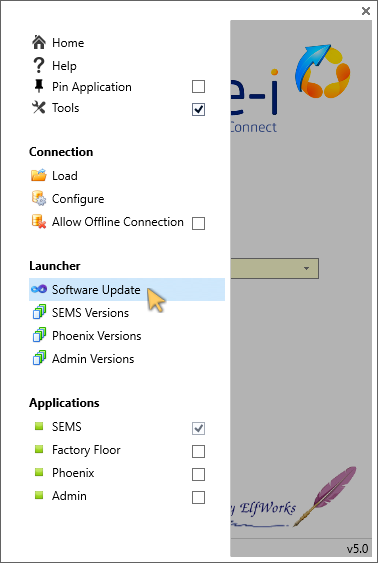 Home
Help
Pin Application
Tools
e-i
Connect
Connection
Load
Configure
Allow Offline Connection
Launcher
Software Update
SEMS Versions
Phoenix Versions
Admin Versions
Applications
SEMS
Factory Floor
Phoenix
Admin
y ElfWorks
v5.0